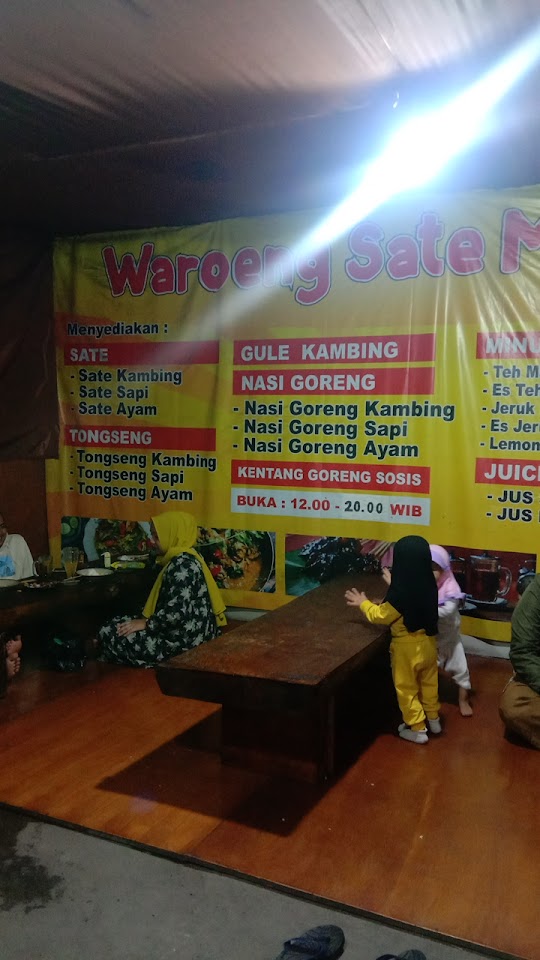 Waroeng Sate
Menyediakan :
SATE
- Sate Kambing
- Sate Sapi
- Sate Ayam
TONGSENG
- Tongseng Kambing
- Tongseng Sapi
- Tongseng Ayam
GULE KAMBING
NASI GORENG
- Nasi Goreng Kambing
- Nasi Goreng Sapi
- Nasi Goreng Ayam
KENTANG GORENG SOSIS
BUKA : 12.00 - 20.00 WIB
- Teh
- Es Teh
- Jeruk
- Es
- Lemon
- JUS
- JUS